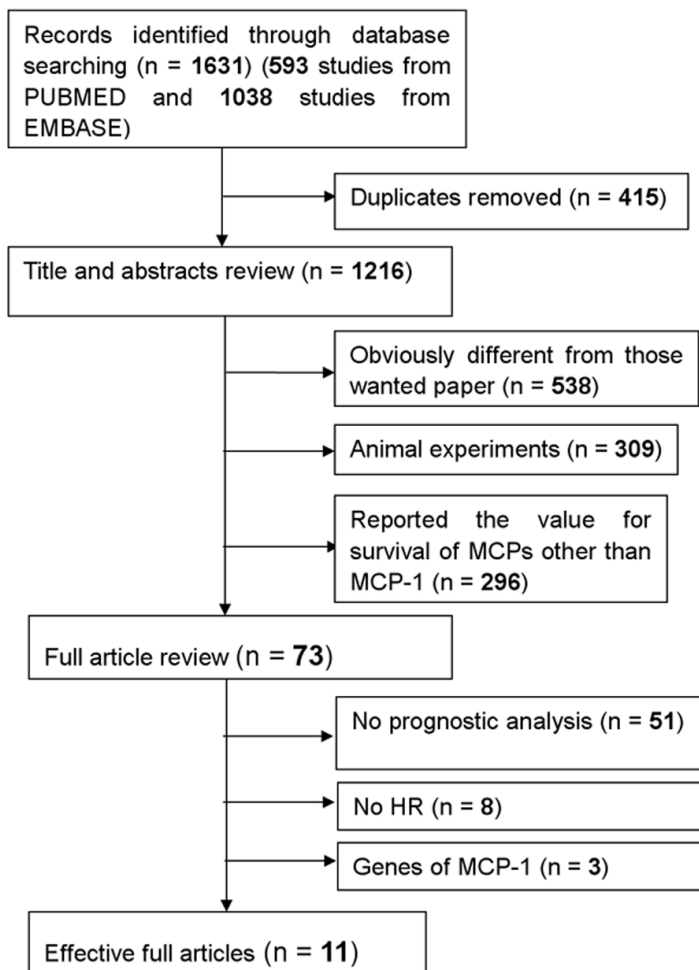 Records identified through database
searching (n = 1631) (593 studies from
PUBMED and 1038 studies from
EMBASE)
Duplicates removed (n = 415)
Title and abstracts review (n = 1216)
Obviously different from those
wanted paper (n = 538)
Animal experiments (n = 309)
Reported the value for
survival of MCPs other than
MCP-1 (n = 296)
Full article review (n = 73)
No prognostic analysis (n = 51)
No HR (n = 8)
Genes of MCP-1 (n = 3)
Effective full articles (n = 11)